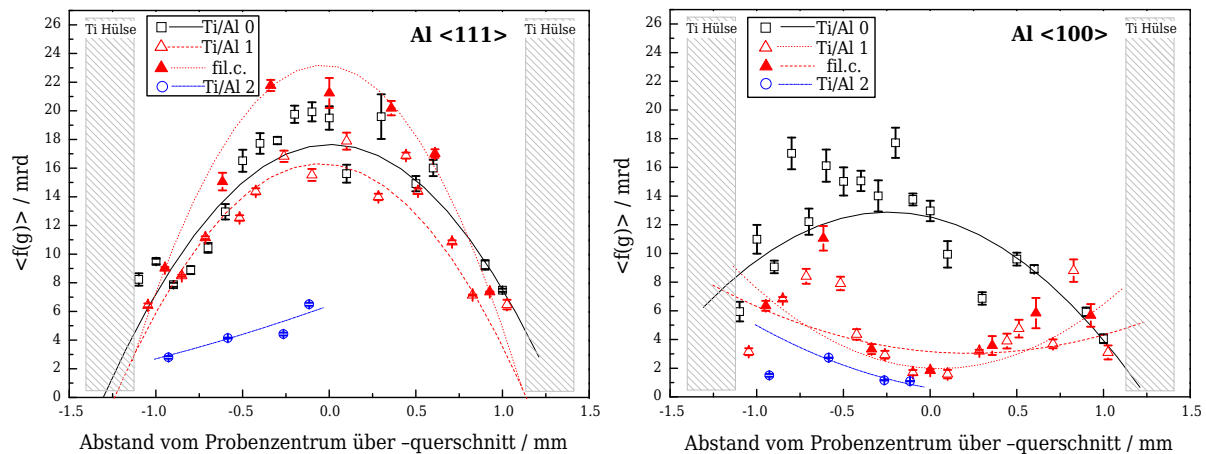 Ti Hülse
Ti Hülse
Al <111>
Ti/Al 0
Ti/Al 1
fil.c.
Ti/Al 2
28
26
24
22
20
18
16
14
12
10
8
6
4
2
0
<f(g)> / mrd
-1.5
-1.0
-0.5
0.0
0.5
1.0
1.5
Abstand vom Probenzentrum über –querschnitt / mm
Ti Hülse
Ti Hülse
Al <100>
Ti/Al 0
Ti/Al 1
fil.c.
Ti/Al 2
26
24
22
20
18
16
14
12
10
8
6
4
2
0
<f(g)> / mrd
-1.5
-1.0
-0.5
0.0
0.5
1.0
1.5
Abstand vom Probenzentrum über –querschnitt / mm